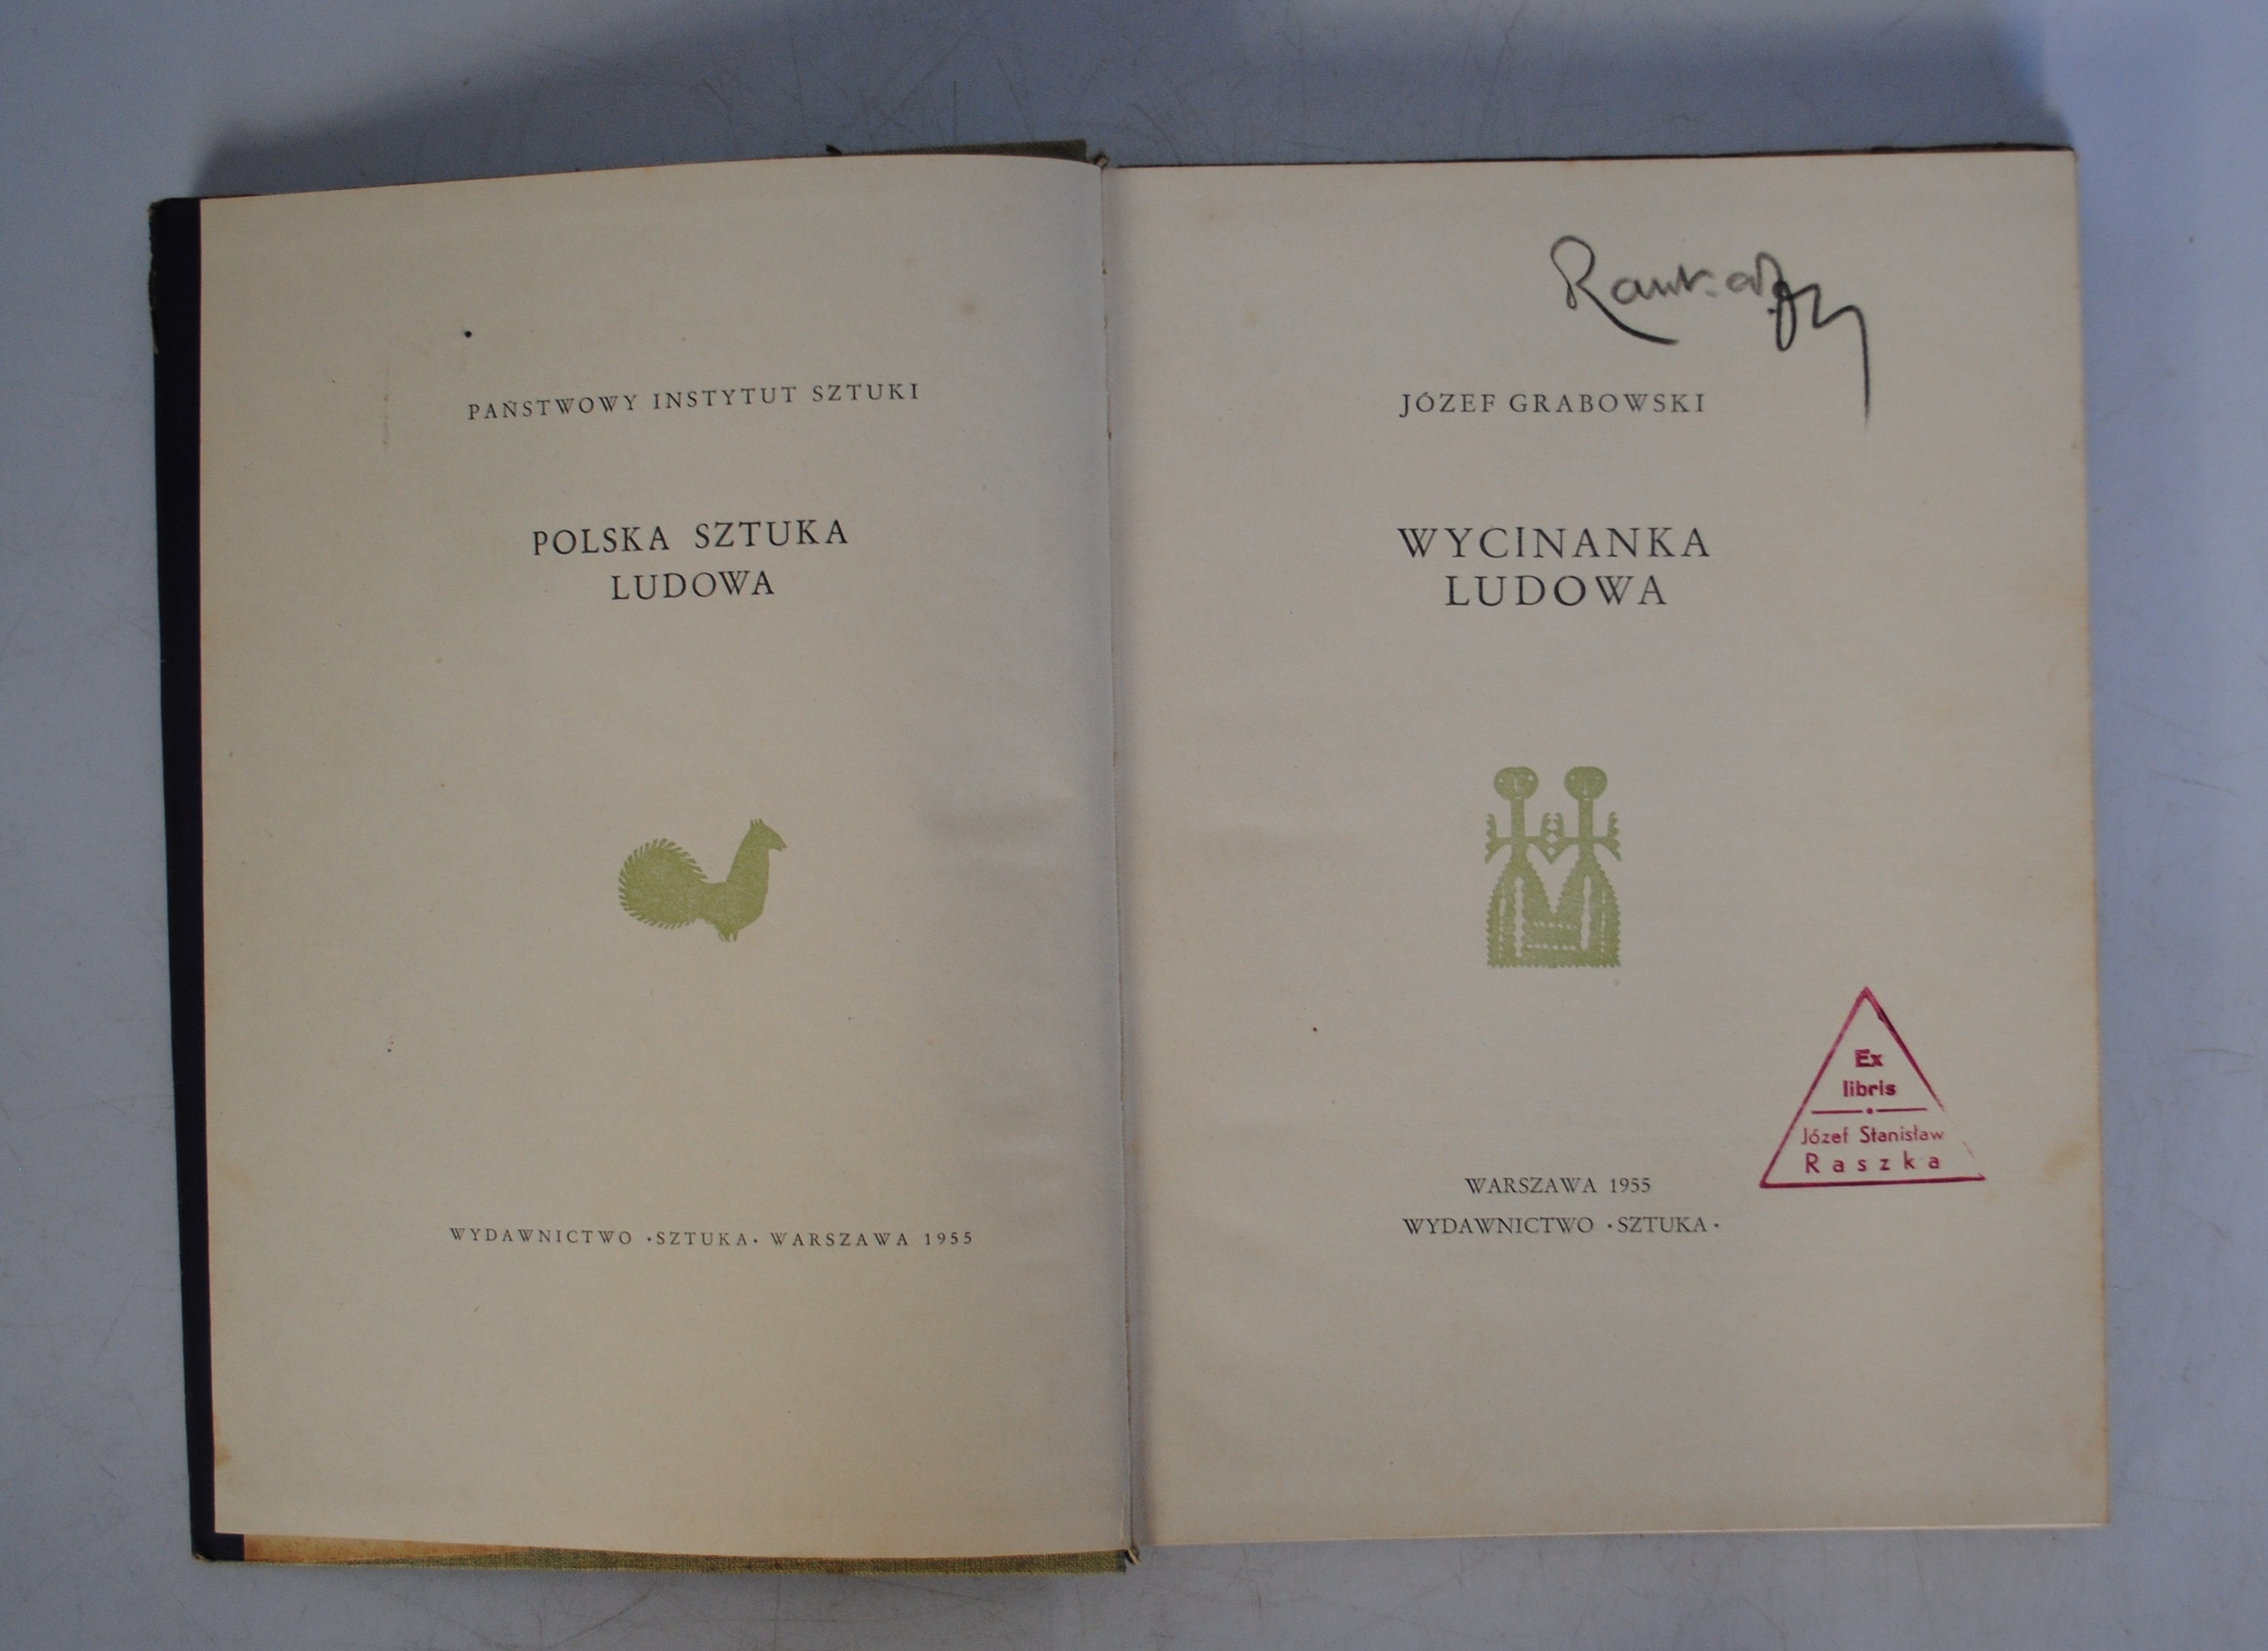 PAŃSTWOWY INSTYTUT SZTUKI
POLSKA SZTUKA
LUDOWA
WYDAWNICTWO •SZTUKA• WARSZAWA 1955
JÓZEF GRABOWSKI
WYCINANKA
LUDOWA
Ex
libris
Józef Stanisław
Raszka
WARSZAWA 1955
WYDAWNICTWO •SZTUKA•